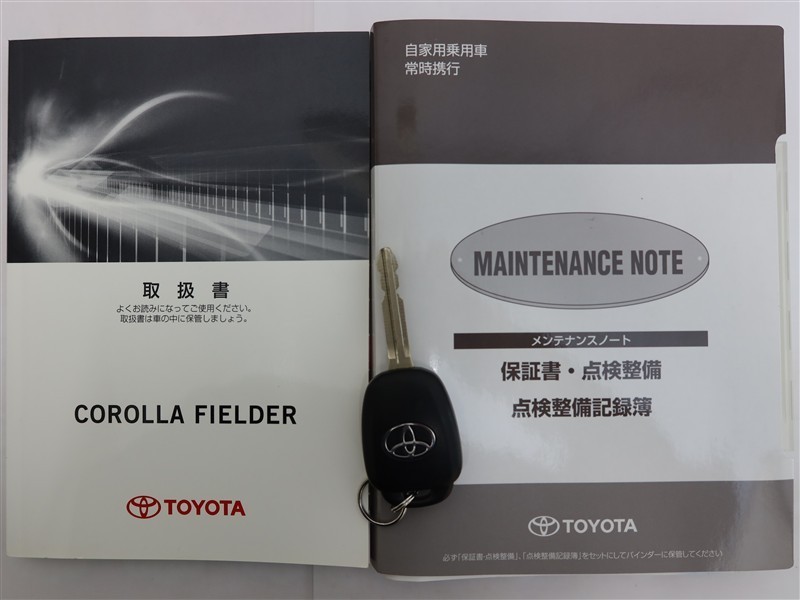 取扱書
よくお読みになってご使用ください。
取扱書は車の中に保管しましょう。
COROLLA FIELDER
TOYOTA
自家用乗用車
常時携行
MAINTENANCE NOTE
メンテナンスノート
保証書・点検整備
点検整備記録簿
TOYOTA
必ず「保証書・点検整備」、「点検整備記録簿」をセットにしてバインダーに保管してください